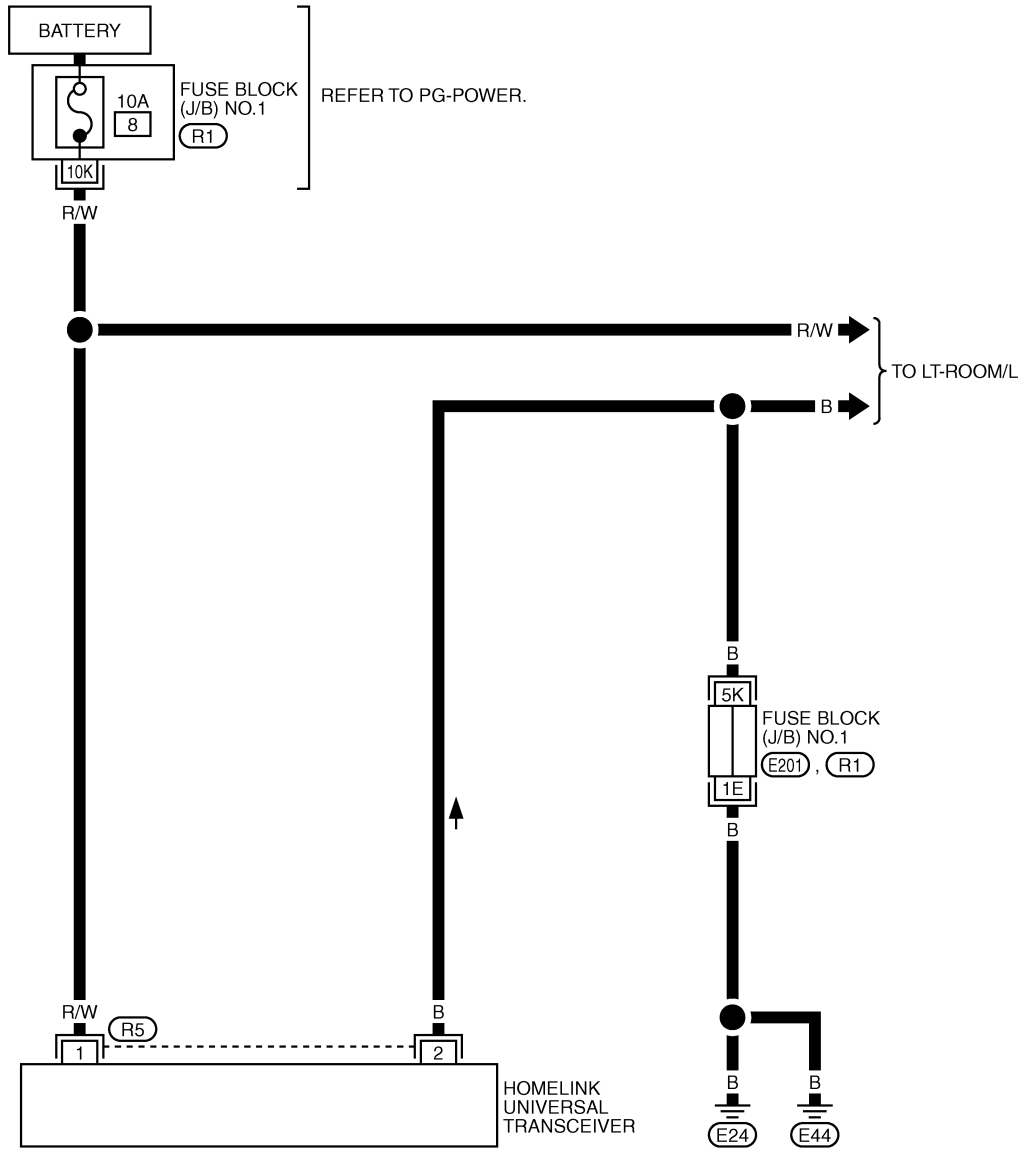 BATTERY
10A
8
FUSE BLOCK
(J/B) NO.1
R1
REFER TO PG-POWER.
10K
R/W
R/W
TO LT-ROOM/L
B
B
5K
FUSE BLOCK
(J/B) NO.1
E201 , R1
1E
B
R/W
R5
B
1
2
HOMELINK
UNIVERSAL
TRANSCEIVER
B
B
E24
E44